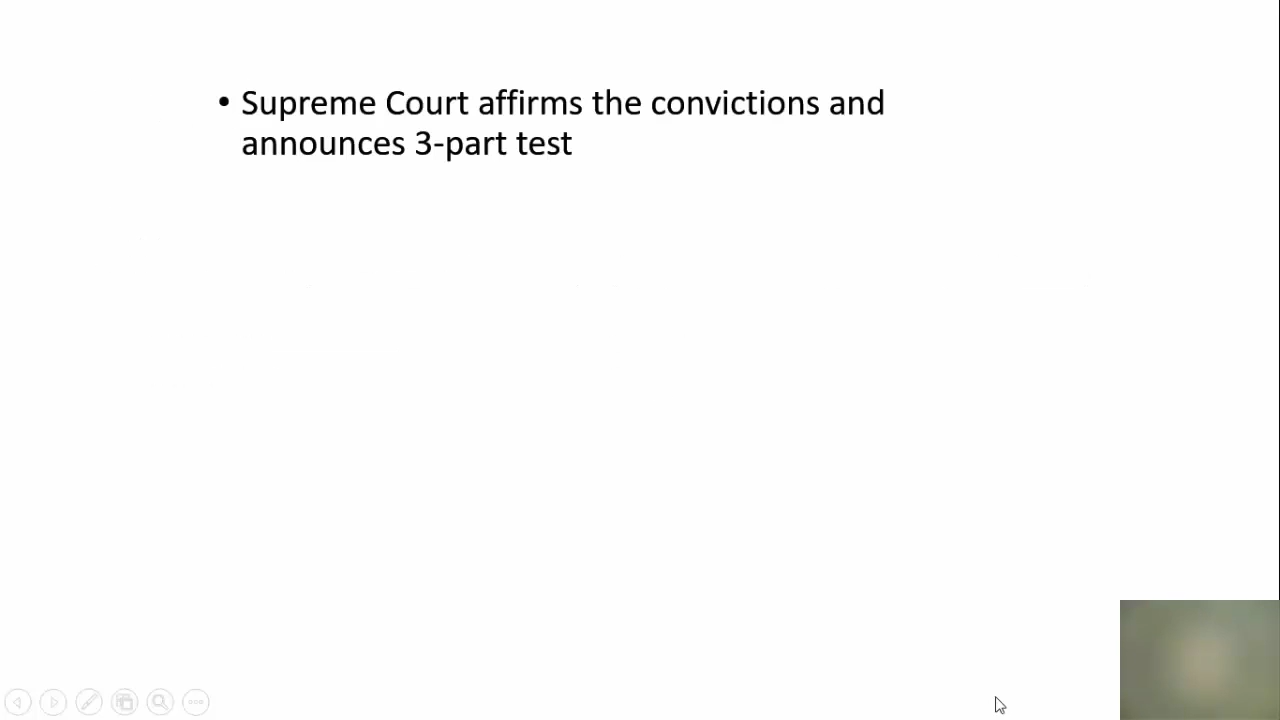 • Supreme Court affirms the convictions and
announces 3-part test